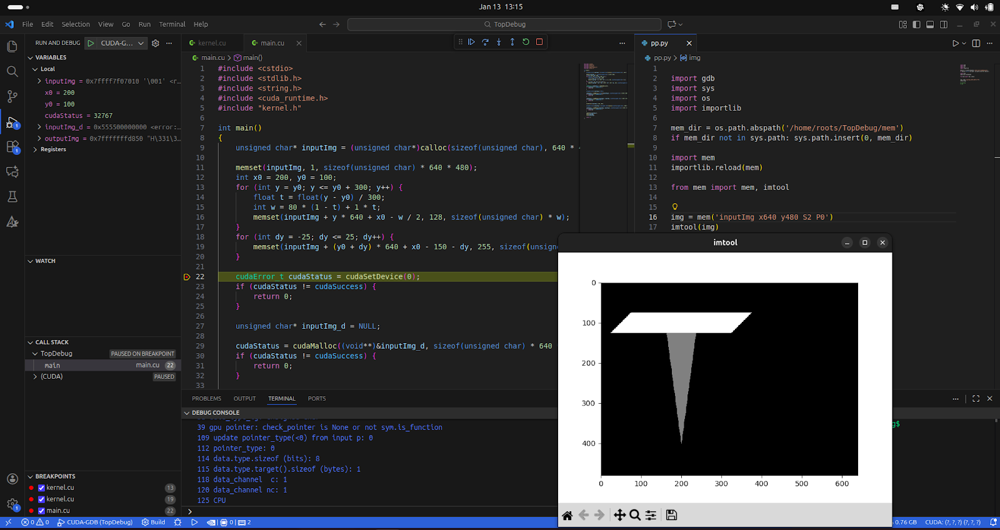 Jan 13 13:15
File Edit Selection View Go Run Terminal Help
TopDebug
RUN AND DEBUG CUDA-G... ...
kernel.cu main.cu
pp.py
VARIABLES
Local
inputImg = 0x7ffff7f07010 '\001' <r...
x0 = 200
y0 = 100
cudaStatus = 32767
inputImg_d = 0x555500000000 <error:...
outputImg = 0x7fffffffd850 "H\331\3...
Registers
WATCH
CALL STACK
TopDebug PAUSED ON BREAKPOINT
main main.cu 22
(CUDA) PAUSED
BREAKPOINTS
kernel.cu 13
kernel.cu 19
main.cu 22
main.cu > main()
1 #include <cstdio>
2 #include <stdlib.h>
3 #include <string.h>
4 #include <cuda_runtime.h>
5 #include "kernel.h"
6
7 int main()
8 {
9 unsigned char* inputImg = (unsigned char*)calloc(sizeof(unsigned char), 640 *
10
11 memset(inputImg, 1, sizeof(unsigned char) * 640 * 480);
12 int x0 = 200, y0 = 100;
13 for (int y = y0; y <= y0 + 300; y++) {
14 float t = float(y - y0) / 300;
15 int w = 80 * (1 - t) + 1 * t;
16 memset(inputImg + y * 640 + x0 - w / 2, 128, sizeof(unsigned char) * w);
17 }
18 for (int dy = -25; dy <= 25; dy++) {
19 memset(inputImg + (y0 + dy) * 640 + x0 - 150 - dy, 255, sizeof(unsign
20 }
21
22 cudaError_t cudaStatus = cudaSetDevice(0);
23 if (cudaStatus != cudaSuccess) {
24 return 0;
25 }
26
27 unsigned char* inputImg_d = NULL;
28
29 cudaStatus = cudaMalloc((void**)&inputImg_d, sizeof(unsigned char) * 640
30 if (cudaStatus != cudaSuccess) {
31 return 0;
32 }
33
pp.py > img
1
2 import gdb
3 import sys
4 import os
5 import importlib
6
7 mem_dir = os.path.abspath('/home/roots/TopDebug/mem')
8 if mem_dir not in sys.path: sys.path.insert(0, mem_dir)
9
10 import mem
11 importlib.reload(mem)
12
13 from mem import mem, imtool
14
15
16 img = mem('inputImg x640 y480 S2 P0')
17 imtool(img)
imtool
0
100
200
300
400
0 100 200 300 400 500 600
PROBLEMS OUTPUT TERMINAL PORTS
DEBUG CONSOLE
39 gpu pointer: check_pointer is None or not sym.is_function
109 update pointer_type(<0) from input p: 0
112 pointer_type: 0
114 data.type.sizeof (bits): 8
115 data.type.target().sizeof (bytes): 1
118 data_channel c: 1
120 data_channel nc: 1
125 CPU
>
g$
0 0 CUDA-GDB (TopDebug) Build 0 2
0.76 GB CUDA: (?, ?, ?) (?, ?, ?)